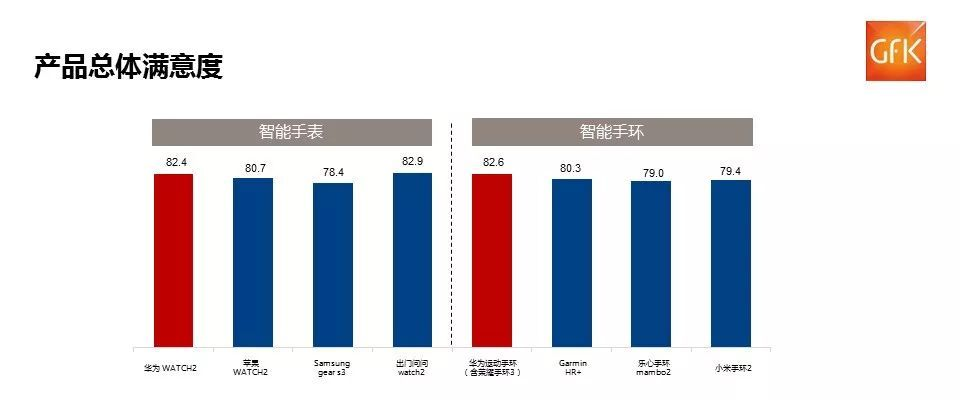 产品总体满意度
GFK
智能手表
智能手环
82.4
80.7
78.4
82.9
82.6
80.3
79.0
79.4
华为 WATCH2
苹果
WATCH2
Samsung
gear s3
出门问问
watch2
华为运动手环
（含荣耀手环3）
Garmin
HR+
乐心手环
mambo2
小米手环2